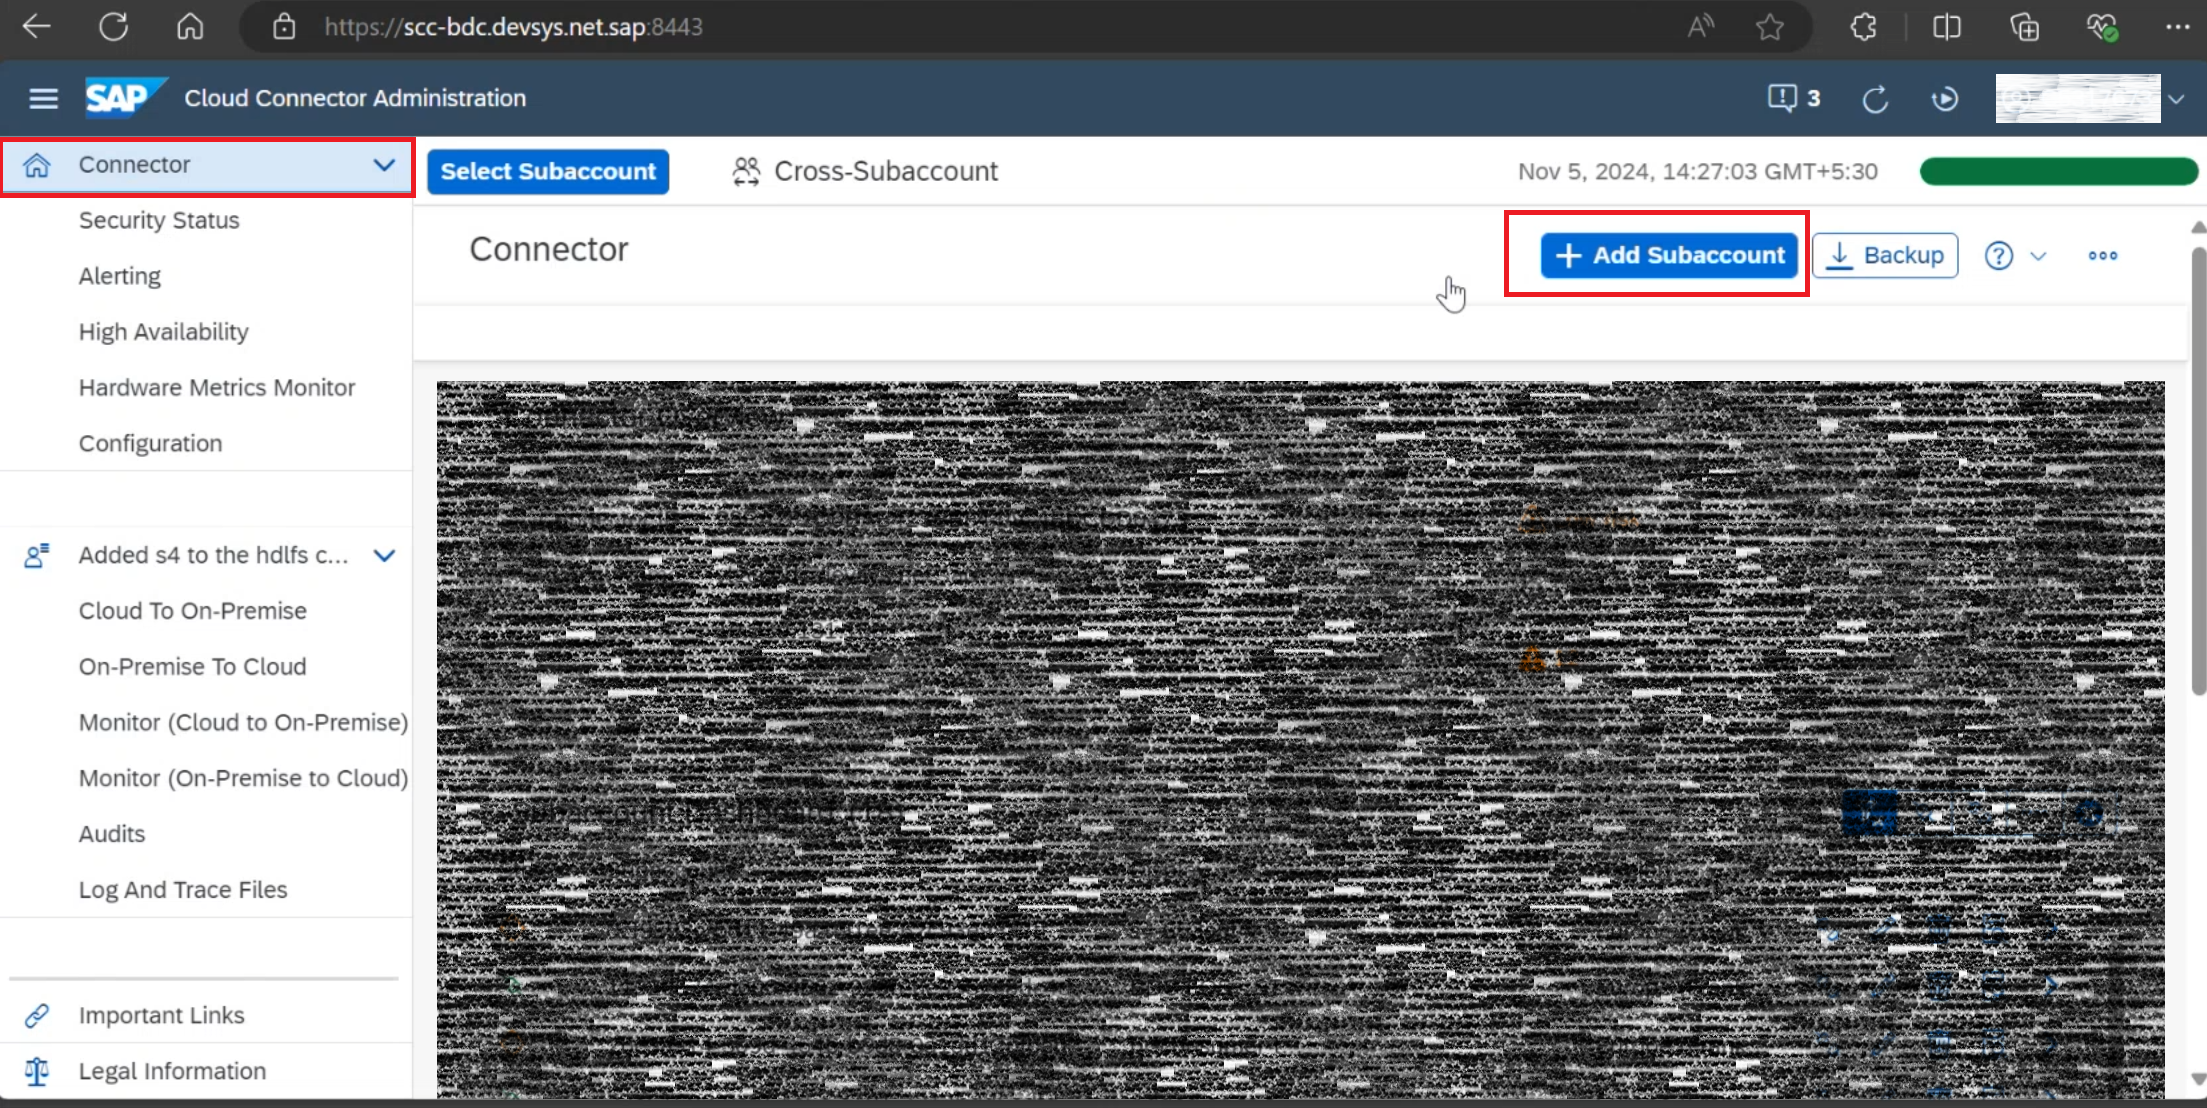 https://scc-bdc.devsys.net.sap:8443
SAP Cloud Connector Administration
3
Connector
Security Status
Alerting
High Availability
Hardware Metrics Monitor
Configuration
Added s4 to the hdlfs c...
Cloud To On-Premise
On-Premise To Cloud
Monitor (Cloud to On-Premise)
Monitor (On-Premise to Cloud)
Audits
Log And Trace Files
Important Links
Legal Information
Select Subaccount
Cross-Subaccount
Nov 5, 2024, 14:27:03 GMT+5:30
Connector
+ Add Subaccount
Backup